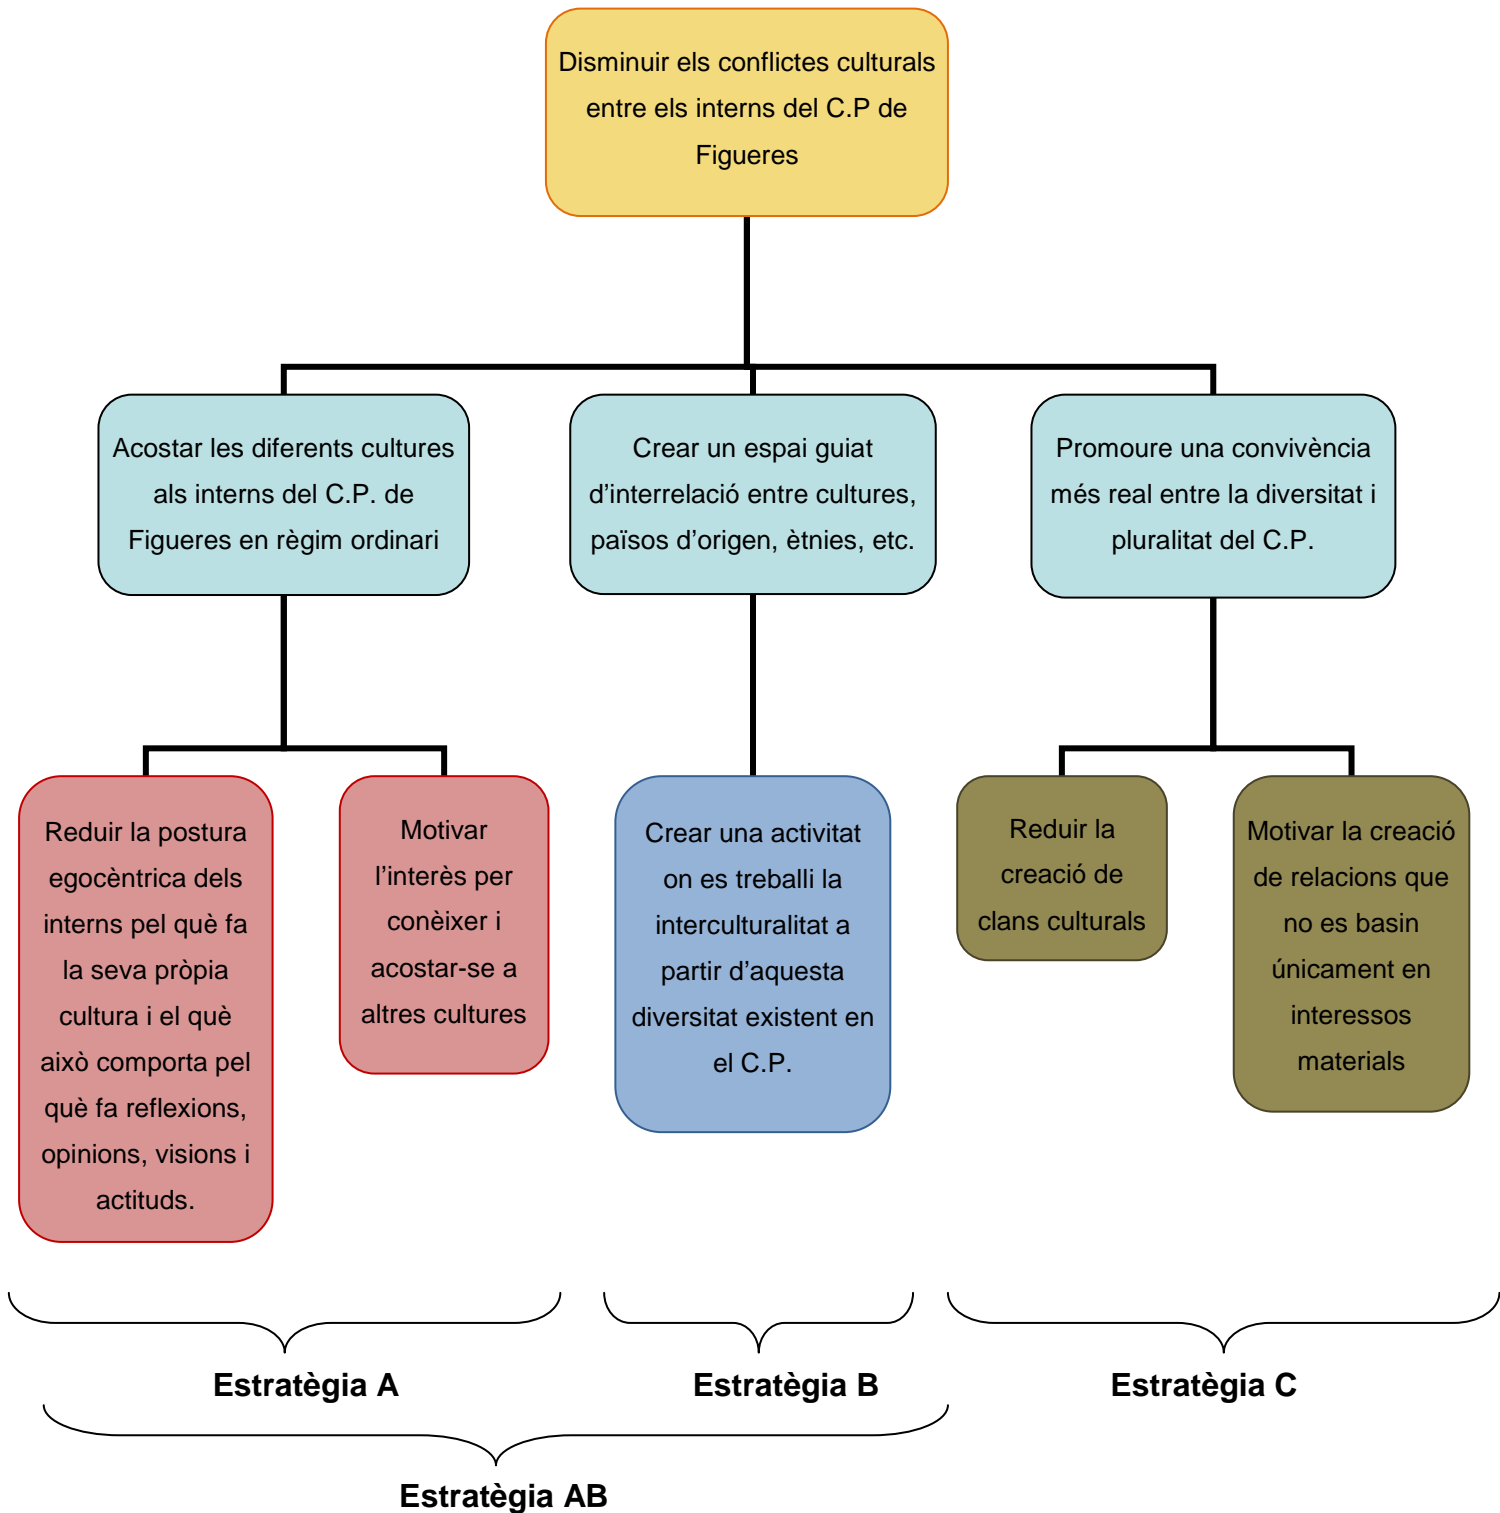 Disminuir els conflictes culturals
entre els interns del C.P de
Figueres
Acostar les diferents cultures
als interns del C.P. de
Figueres en règim ordinari
Crear un espai guiat
d’interrelació entre cultures,
països d’origen, ètnies, etc.
Promoure una convivència
més real entre la diversitat i
pluralitat del C.P.
Reduir la postura
egocèntrica dels
interns pel què fa
la seva pròpia
cultura i el què
això comporta pel
què fa reflexions,
opinions, visions i
actituds.
Motivar
l’interès per
conèixer i
acostar-se a
altres cultures
Crear una activitat
on es treballi la
interculturalitat a
partir d’aquesta
diversitat existent en
el C.P.
Reduir la
creació de
clans culturals
Motivar la creació
de relacions que
no es basin
únicament en
interessos
materials
Estratègia A
Estratègia B
Estratègia C
Estratègia AB